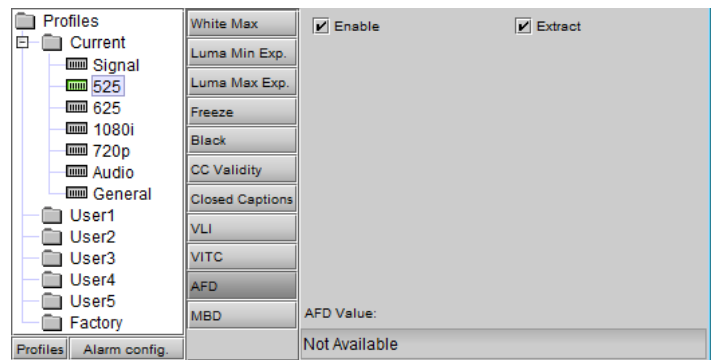 Profiles
Current
Signal
525
625
1080i
720p
Audio
General
User1
User2
User3
User4
User5
Factory
Profiles
Alarm config.
White Max
Luma Min Exp.
Luma Max Exp.
Freeze
Black
CC Validity
Closed Captions
VLI
VITC
AFD
MBD
Enable
Extract
AFD Value:
Not Available